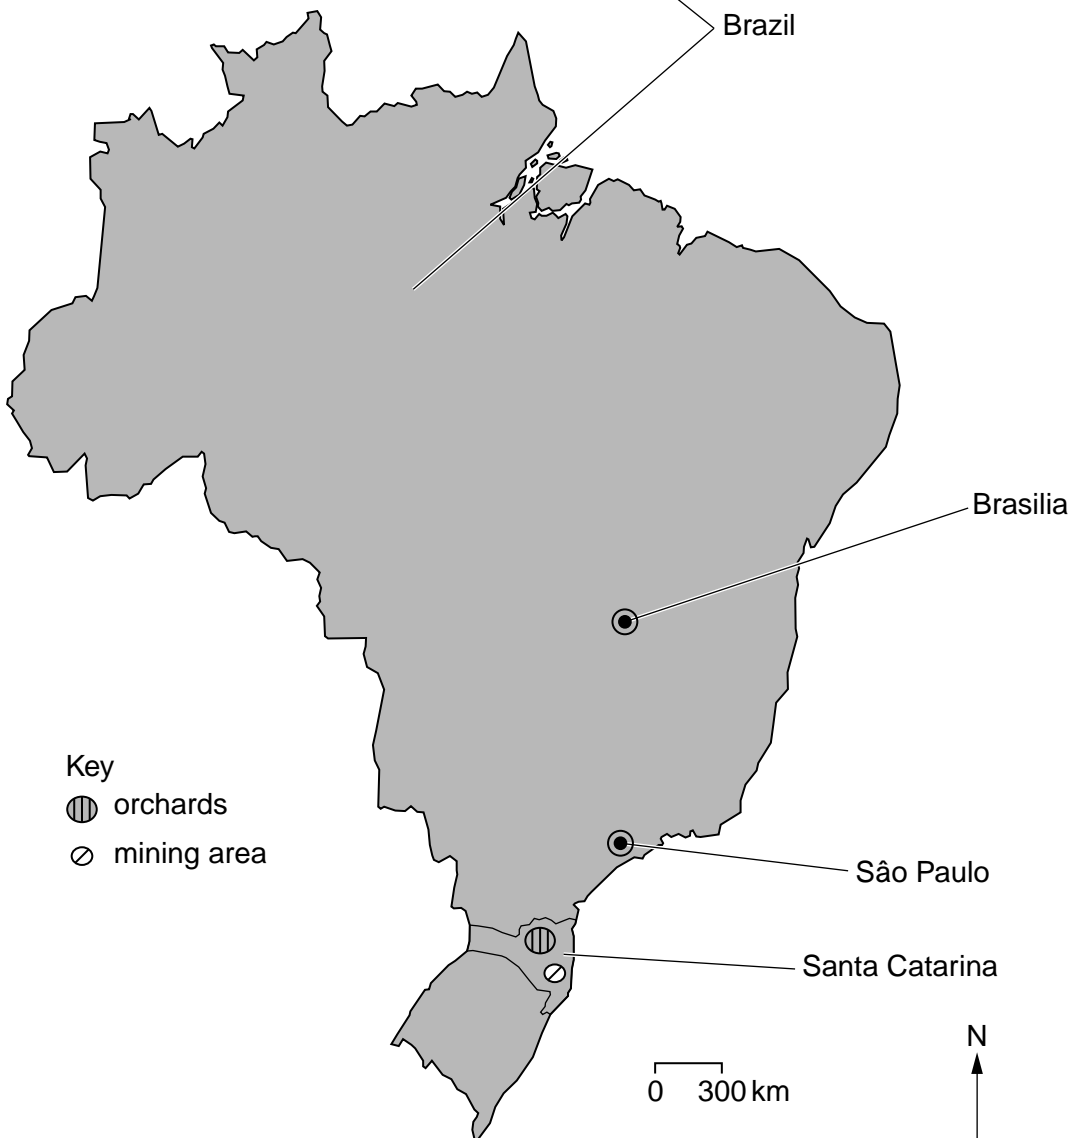 Brazil
Brasilia
Key
orchards
mining area
Sâo Paulo
Santa Catarina
N
0 300 km